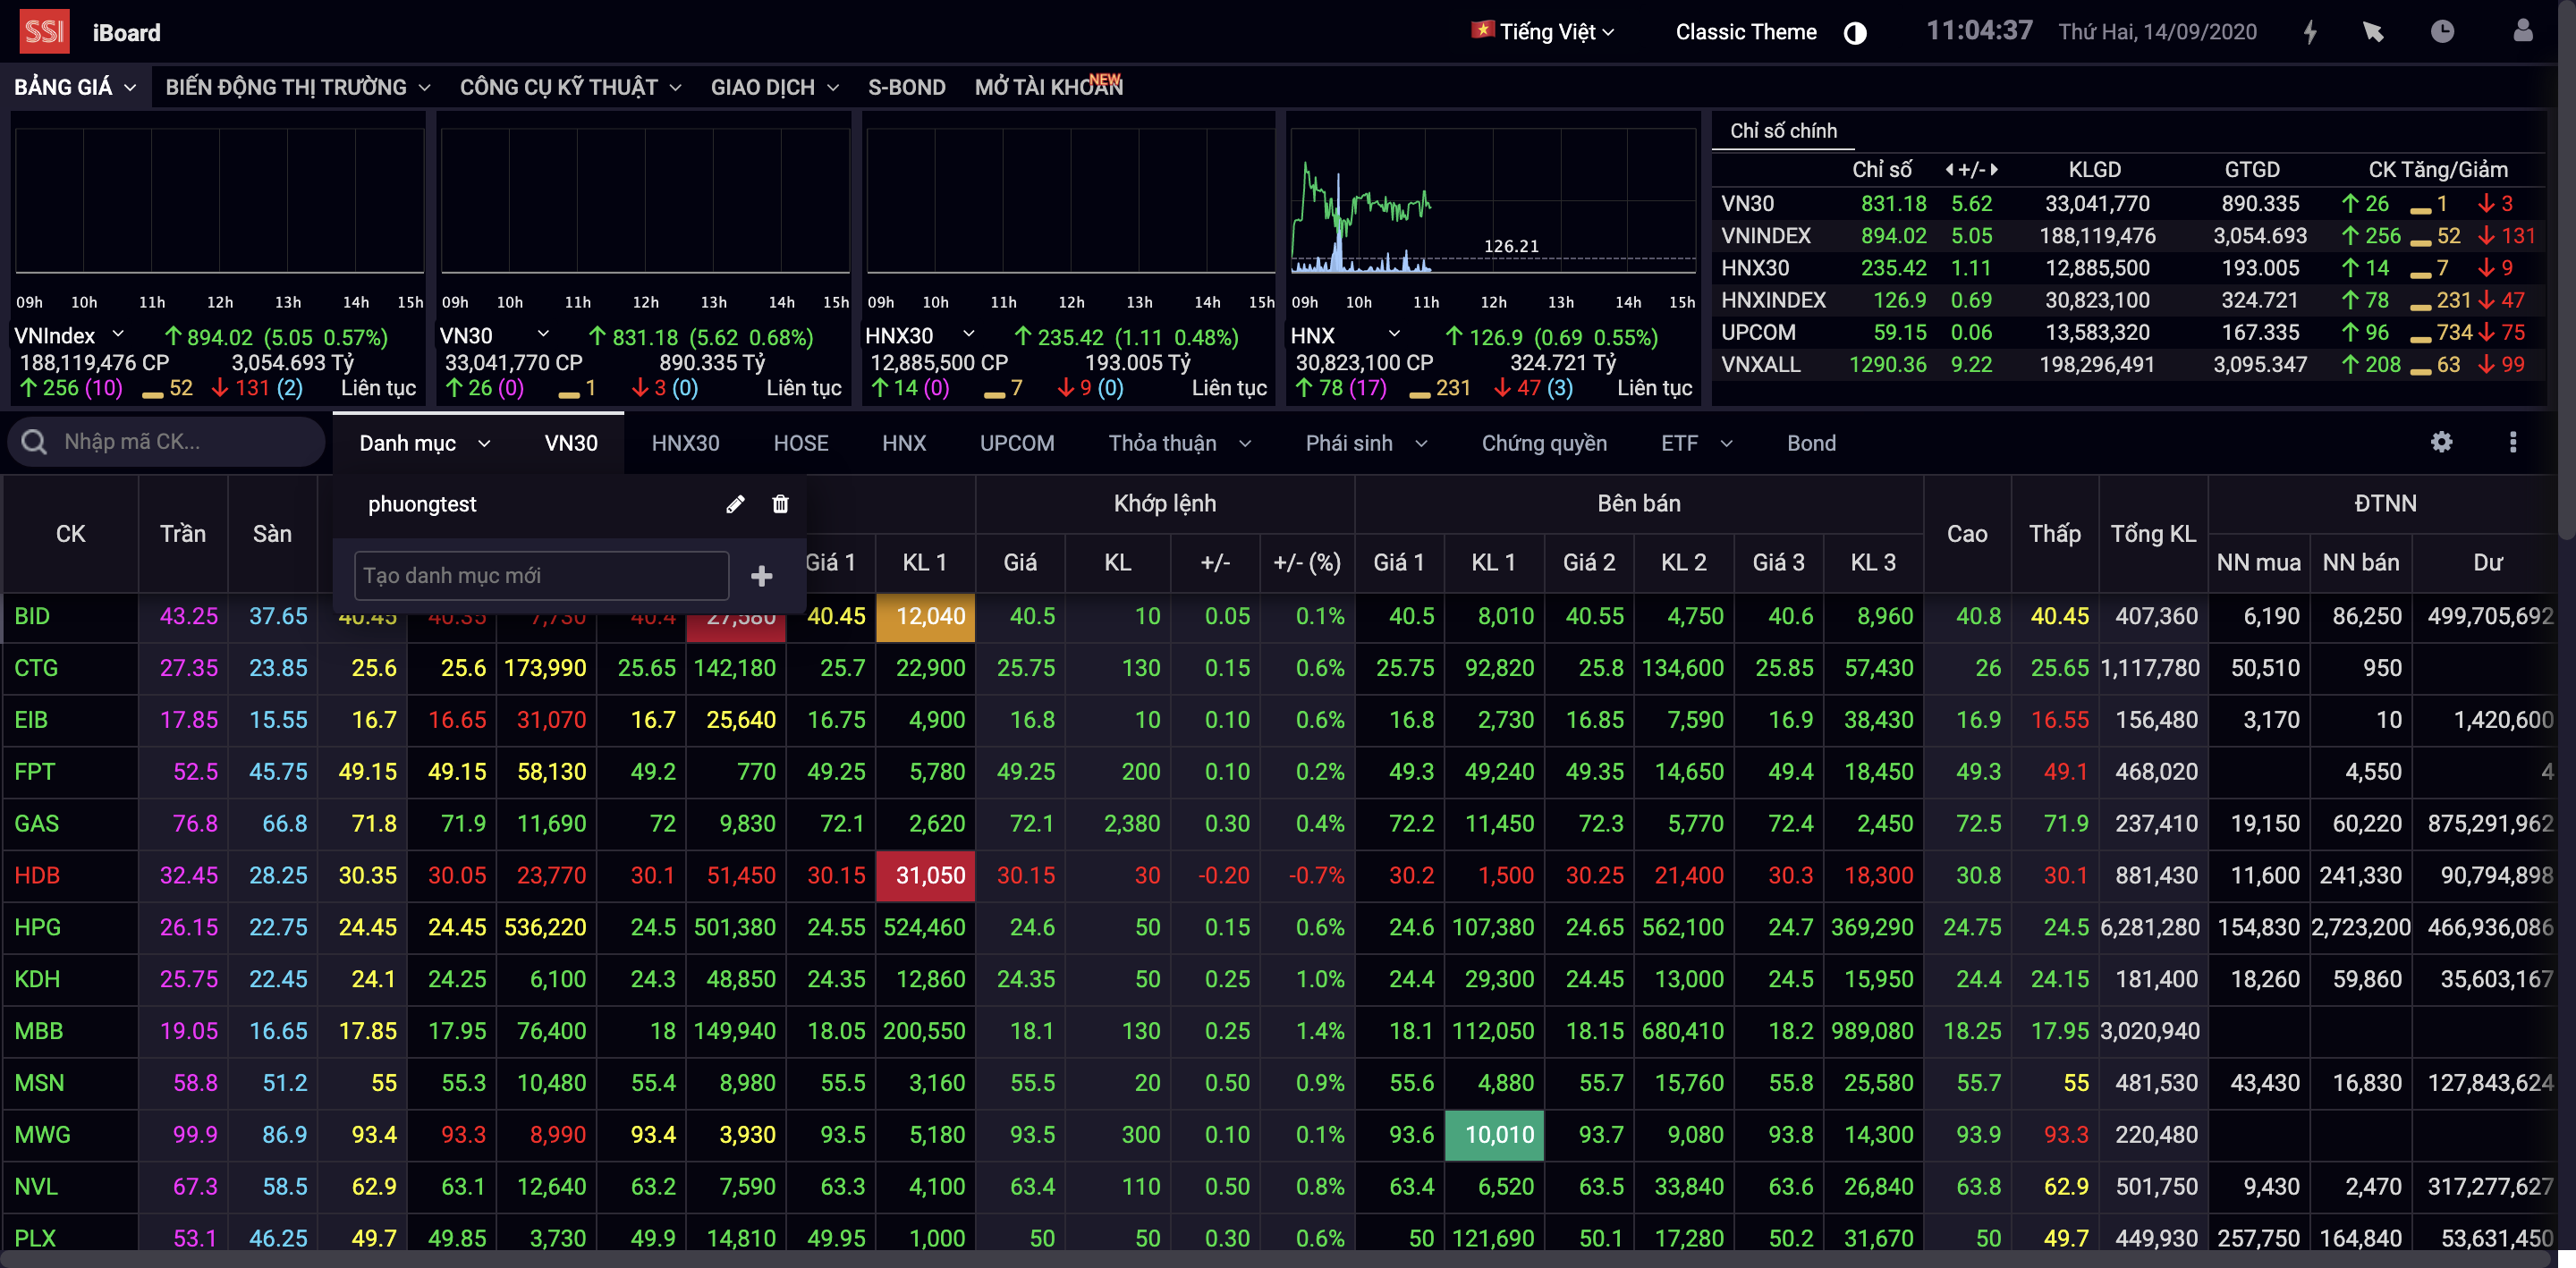 SSI iBoard Tiếng Việt Classic Theme 11:04:37 Thứ Hai, 14/09/2020
BẢNG GIÁ BIẾN ĐỘNG THỊ TRƯỜNG CÔNG CỤ KỸ THUẬT GIAO DỊCH S-BOND MỞ TÀI KHOẢN NEW
126.21
09h 10h 11h 12h 13h 14h 15h
VNIndex 894.02 (5.05 0.57%)
188,119,476 CP 3,054.693 Tỷ
256 (10) 52 131 (2) Liên tục
09h 10h 11h 12h 13h 14h 15h
VN30 831.18 (5.62 0.68%)
33,041,770 CP 890.335 Tỷ
26 (0) 1 3 (0) Liên tục
09h 10h 11h 12h 13h 14h 15h
HNX30 235.42 (1.11 0.48%)
12,885,500 CP 193.005 Tỷ
14 (0) 7 9 (0) Liên tục
09h 10h 11h 12h 13h 14h 15h
HNX 126.9 (0.69 0.55%)
30,823,100 CP 324.721 Tỷ
78 (17) 231 47 (3) Liên tục
Chỉ số chính
Chỉ số +/- KLGD GTGD CK Tăng/Giảm
VN30 831.18 5.62 33,041,770 890.335 26 1 3
VNINDEX 894.02 5.05 188,119,476 3,054.693 256 52 131
HNX30 235.42 1.11 12,885,500 193.005 14 7 9
HNXINDEX 126.9 0.69 30,823,100 324.721 78 231 47
UPCOM 59.15 0.06 13,583,320 167.335 96 734 75
VNXALL 1290.36 9.22 198,296,491 3,095.347 208 63 99
Nhập mã CK... Danh mục VN30 HNX30 HOSE HNX UPCOM Thỏa thuận Phái sinh Chứng quyền ETF Bond
phuongtest
Tạo danh mục mới
Khớp lệnh Bên bán ĐTNN
CK Trần Sàn Cao Thấp Tổng KL
Giá 1 KL 1 Giá KL +/- +/- (%) Giá 1 KL 1 Giá 2 KL 2 Giá 3 KL 3 NN mua NN bán Dư
BID 43.25 37.65 40.45 40.35 7,730 40.4 27,580 40.45 12,040 40.5 10 0.05 0.1% 40.5 8,010 40.55 4,750 40.6 8,960 40.8 40.45 407,360 6,190 86,250 499,705,692
CTG 27.35 23.85 25.6 25.6 173,990 25.65 142,180 25.7 22,900 25.75 130 0.15 0.6% 25.75 92,820 25.8 134,600 25.85 57,430 26 25.65 1,117,780 50,510 950
EIB 17.85 15.55 16.7 16.65 31,070 16.7 25,640 16.75 4,900 16.8 10 0.10 0.6% 16.8 2,730 16.85 7,590 16.9 38,430 16.9 16.55 156,480 3,170 10 1,420,600
FPT 52.5 45.75 49.15 49.15 58,130 49.2 770 49.25 5,780 49.25 200 0.10 0.2% 49.3 49,240 49.35 14,650 49.4 18,450 49.3 49.1 468,020 4,550 4
GAS 76.8 66.8 71.8 71.9 11,690 72 9,830 72.1 2,620 72.1 2,380 0.30 0.4% 72.2 11,450 72.3 5,770 72.4 2,450 72.5 71.9 237,410 19,150 60,220 875,291,962
HDB 32.45 28.25 30.35 30.05 23,770 30.1 51,450 30.15 31,050 30.15 30 -0.20 -0.7% 30.2 1,500 30.25 21,400 30.3 18,300 30.8 30.1 881,430 11,600 241,330 90,794,898
HPG 26.15 22.75 24.45 24.45 536,220 24.5 501,380 24.55 524,460 24.6 50 0.15 0.6% 24.6 107,380 24.65 562,100 24.7 369,290 24.75 24.5 6,281,280 154,830 2,723,200 466,936,086
KDH 25.75 22.45 24.1 24.25 6,100 24.3 48,850 24.35 12,860 24.35 50 0.25 1.0% 24.4 29,300 24.45 13,000 24.5 15,950 24.4 24.15 181,400 18,260 59,860 35,603,167
MBB 19.05 16.65 17.85 17.95 76,400 18 149,940 18.05 200,550 18.1 130 0.25 1.4% 18.1 112,050 18.15 680,410 18.2 989,080 18.25 17.95 3,020,940
MSN 58.8 51.2 55 55.3 10,480 55.4 8,980 55.5 3,160 55.5 20 0.50 0.9% 55.6 4,880 55.7 15,760 55.8 25,580 55.7 55 481,530 43,430 16,830 127,843,624
MWG 99.9 86.9 93.4 93.3 8,990 93.4 3,930 93.5 5,180 93.5 300 0.10 0.1% 93.6 10,010 93.7 9,080 93.8 14,300 93.9 93.3 220,480
NVL 67.3 58.5 62.9 63.1 12,640 63.2 7,590 63.3 4,100 63.4 110 0.50 0.8% 63.4 6,520 63.5 33,840 63.6 26,840 63.8 62.9 501,750 9,430 2,470 317,277,627
PLX 53.1 46.25 49.7 49.85 3,730 49.9 14,810 49.95 1,000 50 50 0.30 0.6% 50 121,690 50.1 17,280 50.2 31,670 50 49.7 449,930 257,750 164,840 53,631,450